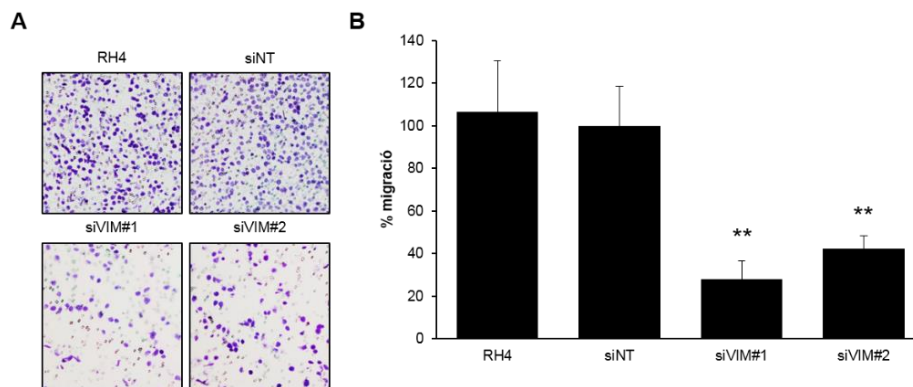 A
RH4
siNT
siVIM#1
siVIM#2
B
% migració
140
120
100
80
60
40
20
0
**
**
RH4
siNT
siVIM#1
siVIM#2